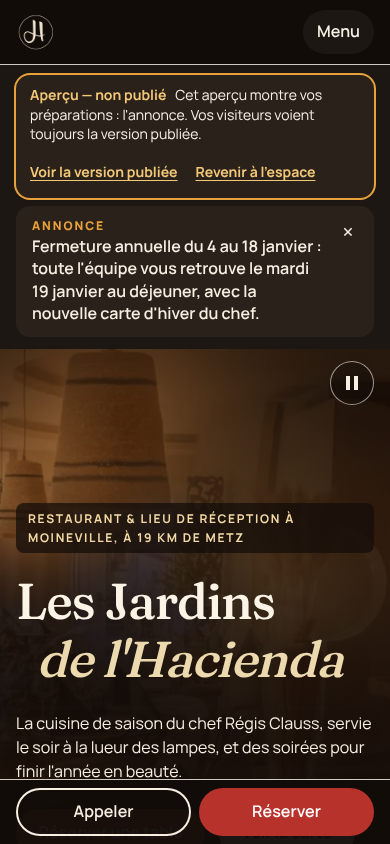 H
Menu
Aperçu — non publié Cet aperçu montre vos
préparations : l'annonce. Vos visiteurs voient
toujours la version publiée.
Voir la version publiée Revenir à l'espace
ANNONCE
Fermeture annuelle du 4 au 18 janvier :
toute l'équipe vous retrouve le mardi
19 janvier au déjeuner, avec la
nouvelle carte d'hiver du chef.
RESTAURANT & LIEU DE RÉCEPTION À
MOINEVILLE, À 19 KM DE METZ
Les Jardins
de l'Hacienda
La cuisine de saison du chef Régis Clauss, servie
le soir à la lueur des lampes, et des soirées pour
finir l'année en beauté.
Appeler Réserver